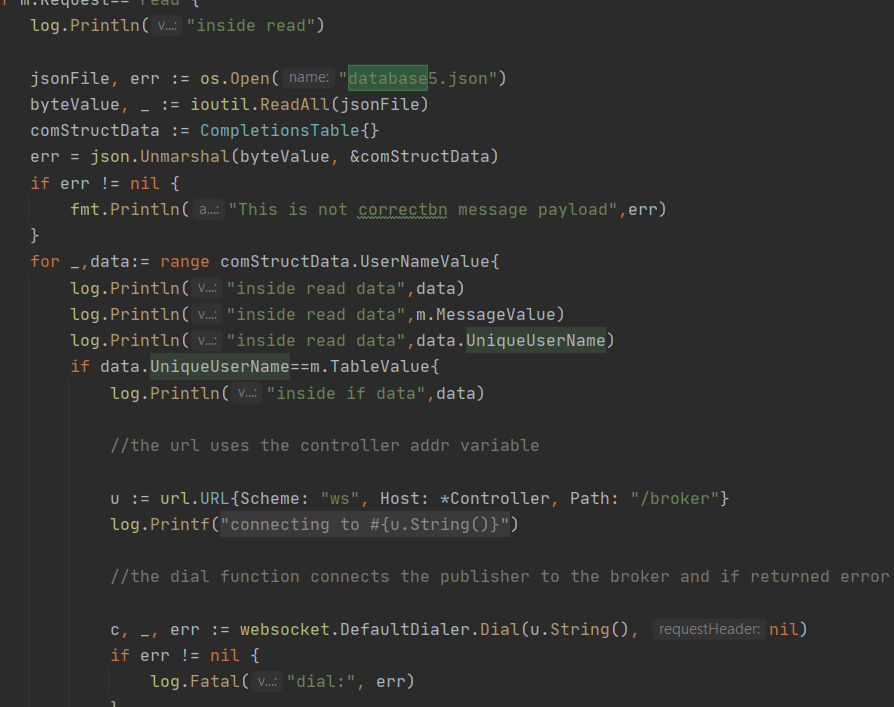 m.Request== "read" {
log.Println( v...: "inside read")
jsonFile, err := os.Open( name: "database5.json")
byteValue, _ := ioutil.ReadAll(jsonFile)
comStructData := CompletionsTable{}
err = json.Unmarshal(byteValue, &comStructData)
if err != nil {
fmt.Println( a...: "This is not correctbn message payload",err)
}
for _,data:= range comStructData.UserNameValue{
log.Println( v...: "inside read data",data)
log.Println( v...: "inside read data",m.MessageValue)
log.Println( v...: "inside read data",data.UniqueUserName)
if data.UniqueUserName==m.TableValue{
log.Println( v...: "inside if data",data)
//the url uses the controller addr variable
u := url.URL{Scheme: "ws", Host: *Controller, Path: "/broker"}
log.Printf("connecting to #{u.String()}")
//the dial function connects the publisher to the broker and if returned error
c, _, err := websocket.DefaultDialer.Dial(u.String(), requestHeader: nil)
if err != nil {
log.Fatal( v...: "dial:", err)
}